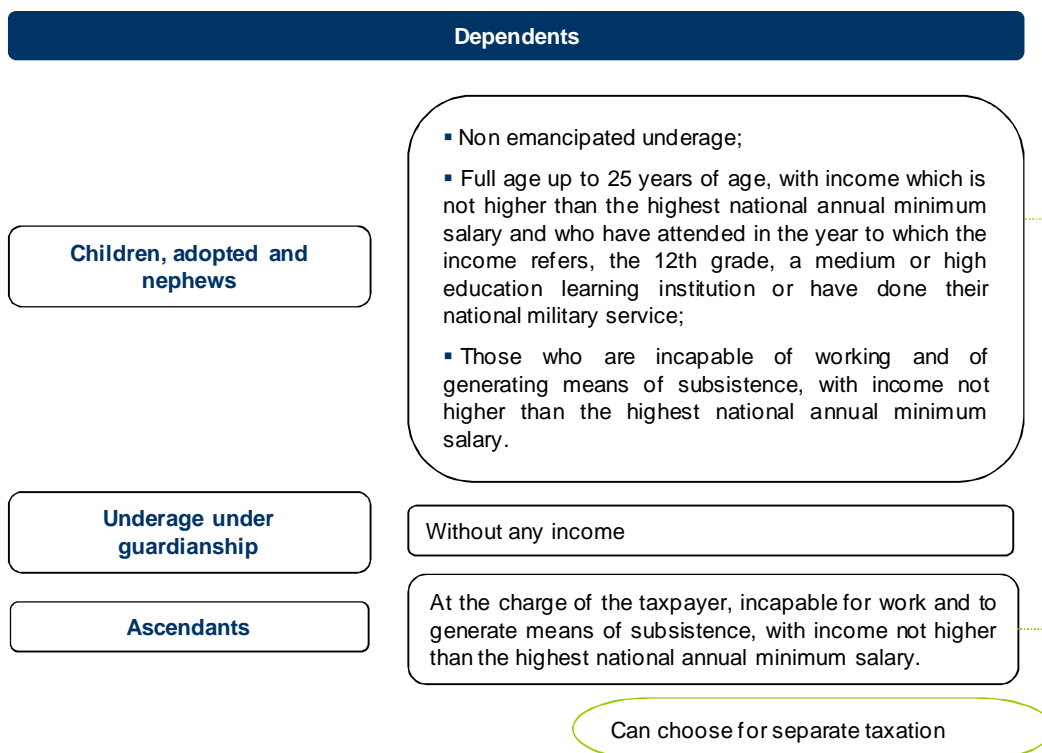 Dependents
Children, adopted and
nephews
▪ Non emancipated underage;
▪ Full age up to 25 years of age, with income which is
not higher than the highest national annual minimum
salary and who have attended in the year to which the
income refers, the 12th grade, a medium or high
education learning institution or have done their
national military service;
▪ Those who are incapable of working and of
generating means of subsistence, with income not
higher than the highest national annual minimum
salary.
Underage under
guardianship
Without any income
Ascendants
At the charge of the taxpayer, incapable for work and to
generate means of subsistence, with income not higher
than the highest national annual minimum salary.
Can choose for separate taxation